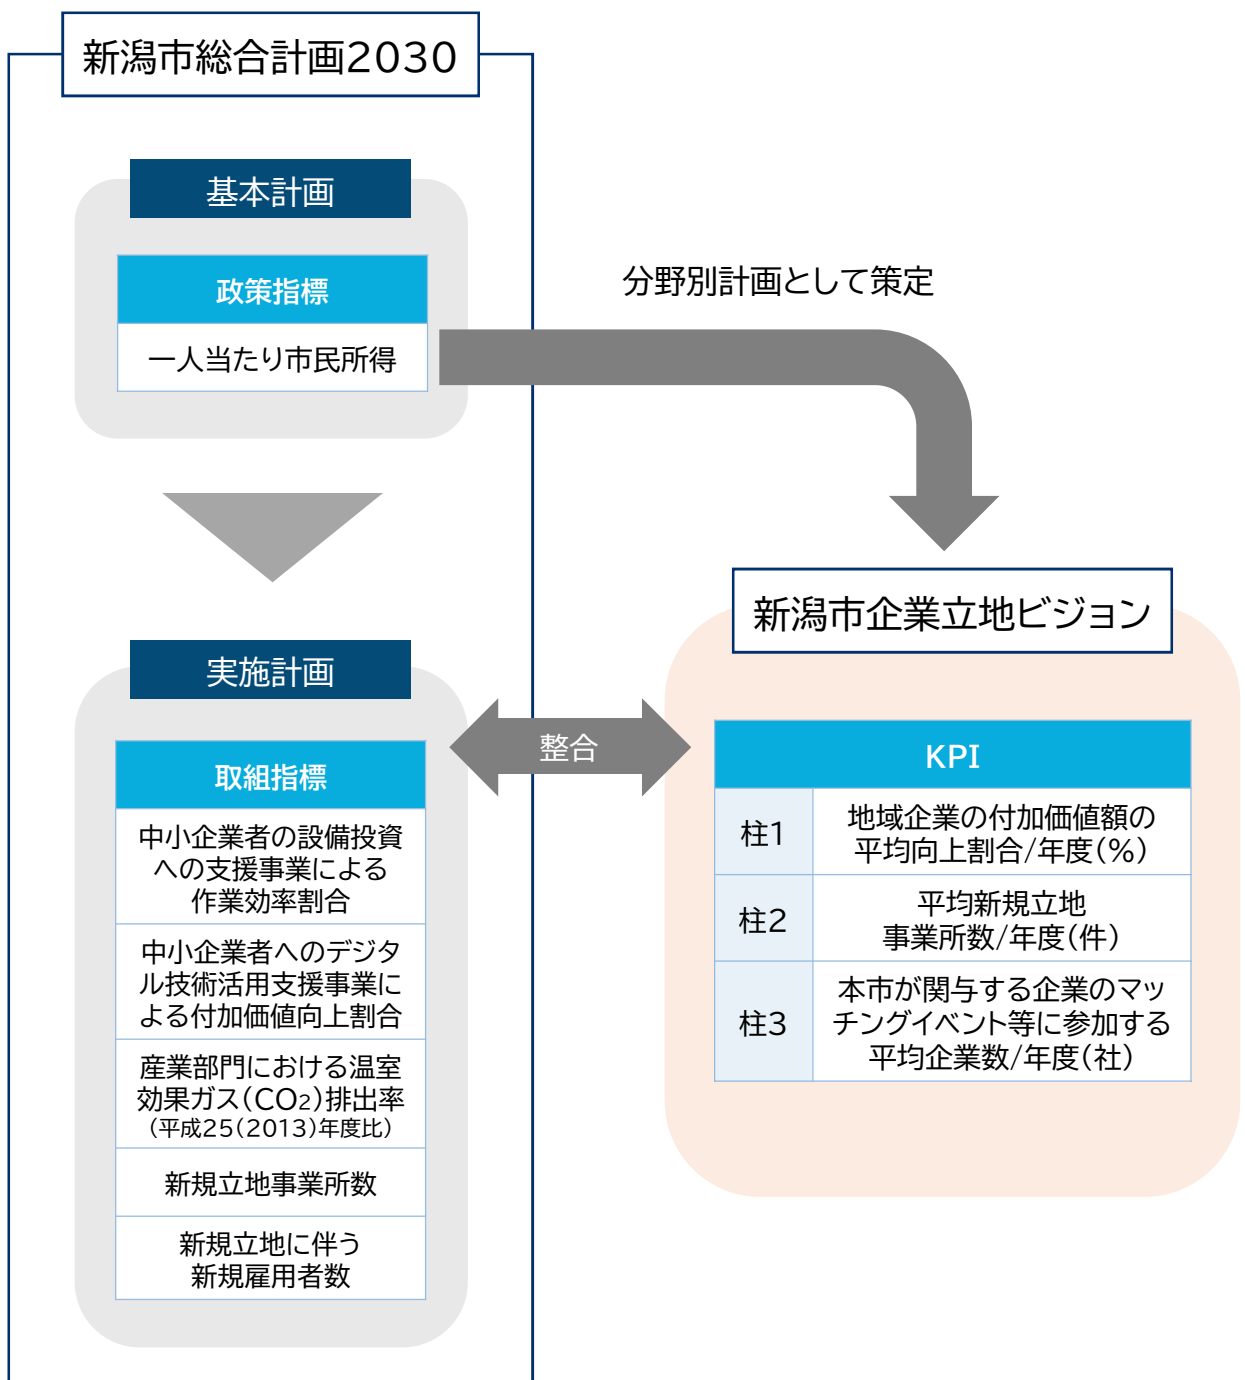 新潟市総合計画2030
基本計画
政策指標
一人当たり市民所得
分野別計画として策定
実施計画
取組指標
中小企業者の設備投資
への支援事業による
作業効率割合
中小企業者へのデジタ
ル技術活用支援事業に
よる付加価値向上割合
産業部門における温室
効果ガス(CO2)排出率
(平成25(2013)年度比)
新規立地事業所数
新規立地に伴う
新規雇用者数
整合
新潟市企業立地ビジョン
KPI
柱1
地域企業の付加価値額の
平均向上割合/年度(%)
柱2
平均新規立地
事業所数/年度(件)
柱3
本市が関与する企業のマッ
チングイベント等に参加する
平均企業数/年度(社)